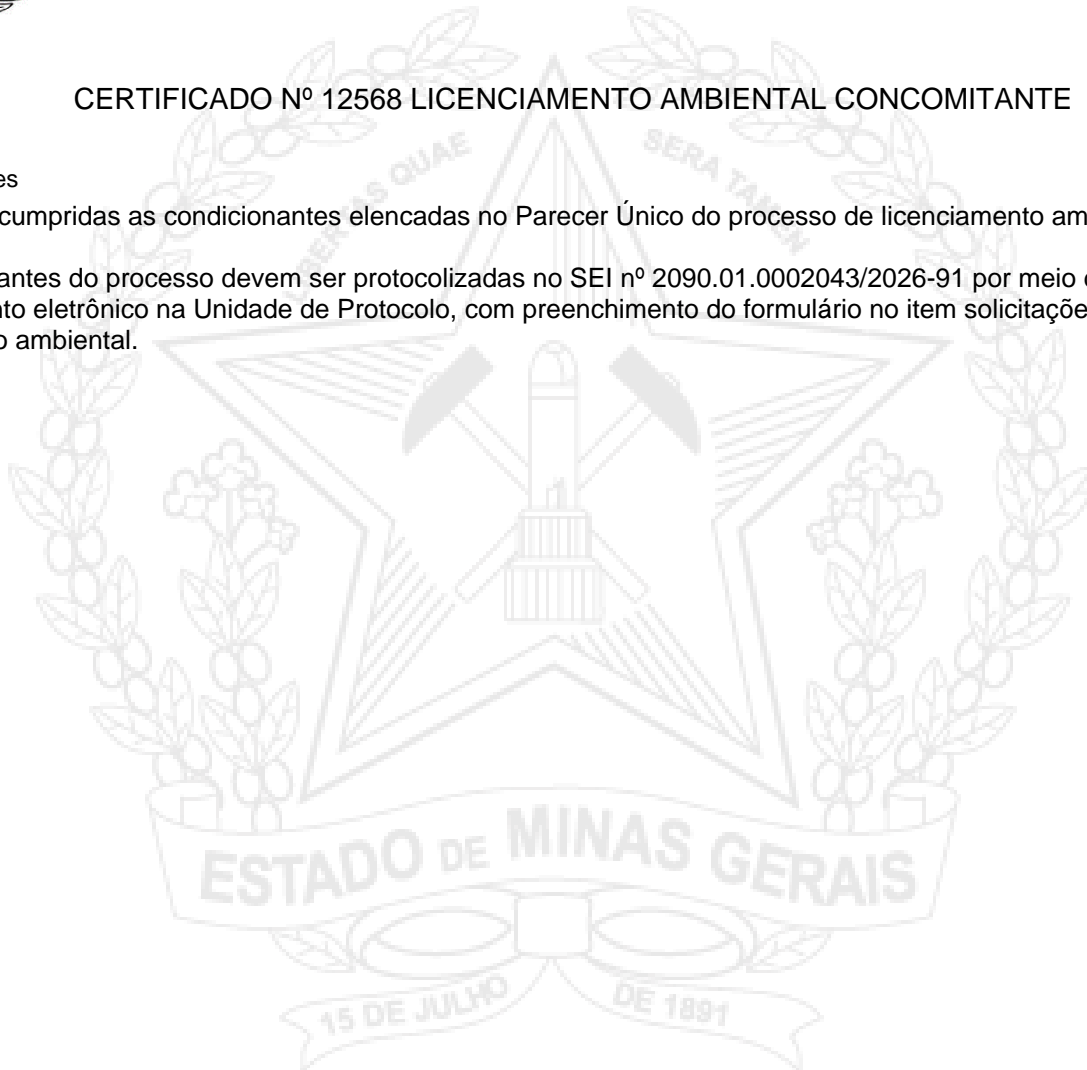 CERTIFICADO Nº 12568 LICENCIAMENTO AMBIENTAL CONCOMITANTE
es
cumpridas as condicionantes elencadas no Parecer Único do processo de licenciamento am
antes do processo devem ser protocolizadas no SEI nº 2090.01.0002043/2026-91 por meio
nto eletrônico na Unidade de Protocolo, com preenchimento do formulário no item solicitaçõe
o ambiental.
LIBERTAS QUAE SERA TAMEN
ESTADO DE MINAS GERAIS
15 DE JULHO DE 1891